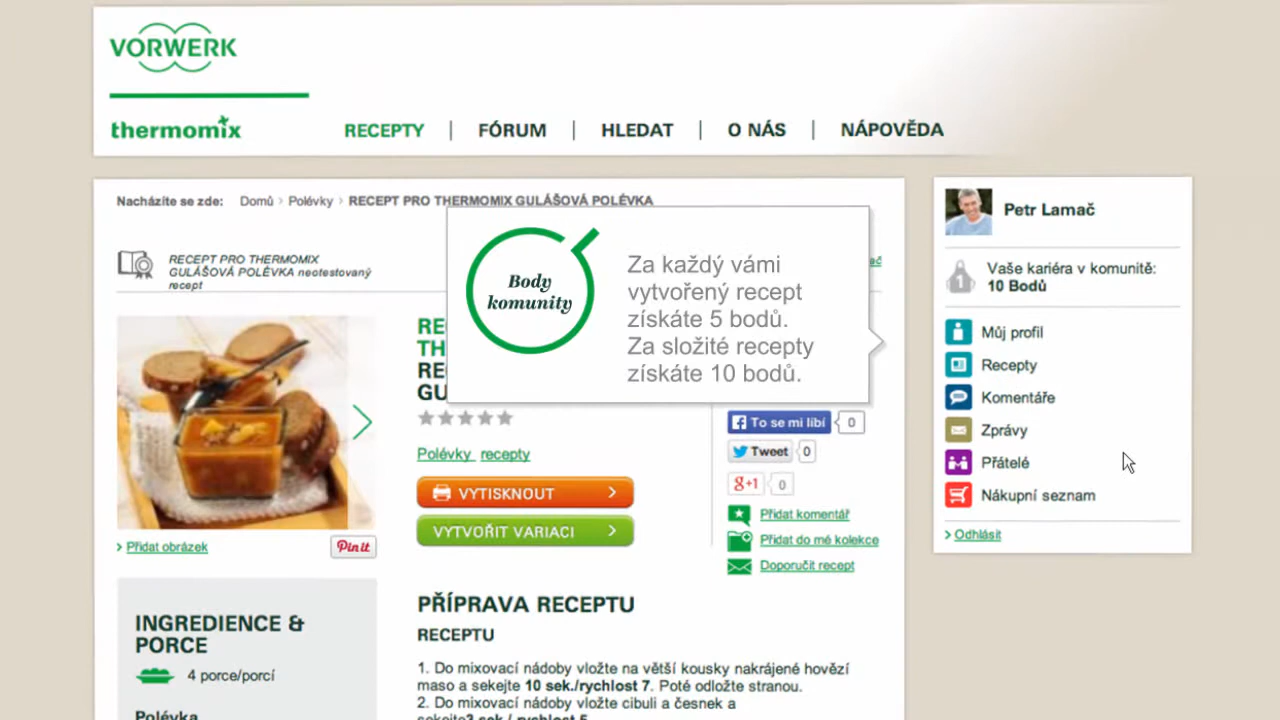 VORWERK
thermomix
RECEPTY | FÓRUM | HLEDAT | O NÁS | NÁPOVĚDA
Nacházíte se zde: Domů > Polévky > RECEPT PRO THERMOMIX GULÁŠOVÁ POLÉVKA
RECEPT PRO THERMOMIX
GULÁŠOVÁ POLÉVKA neotestovaný
recept
Body
komunity
Za každý vámi
vytvořený recept
získáte 5 bodů.
Za složité recepty
získáte 10 bodů.
RE
TH
RE
GU
Polévky recepty
VYTISKNOUT
VYTVOŘIT VARIACI
> Přidat obrázek
Pin it
To se mi líbí 0
Tweet 0
g+1 0
Přidat komentář
Přidat do mé kolekce
Doporučit recept
INGREDIENCE &
PORCE
4 porce/porcí
Polévka
PŘÍPRAVA RECEPTU
RECEPTU
1. Do mixovací nádoby vložte na větší kousky nakrájené hovězí
maso a sekejte 10 sek./rychlost 7. Poté odložte stranou.
2. Do mixovací nádoby vložte cibuli a česnek a
sekejte3 sek./ rychlost 5
Petr Lamač
1
Vaše kariéra v komunitě:
10 Bodů
Můj profil
Recepty
Komentáře
Zprávy
Přátelé
Nákupní seznam
> Odhlásit